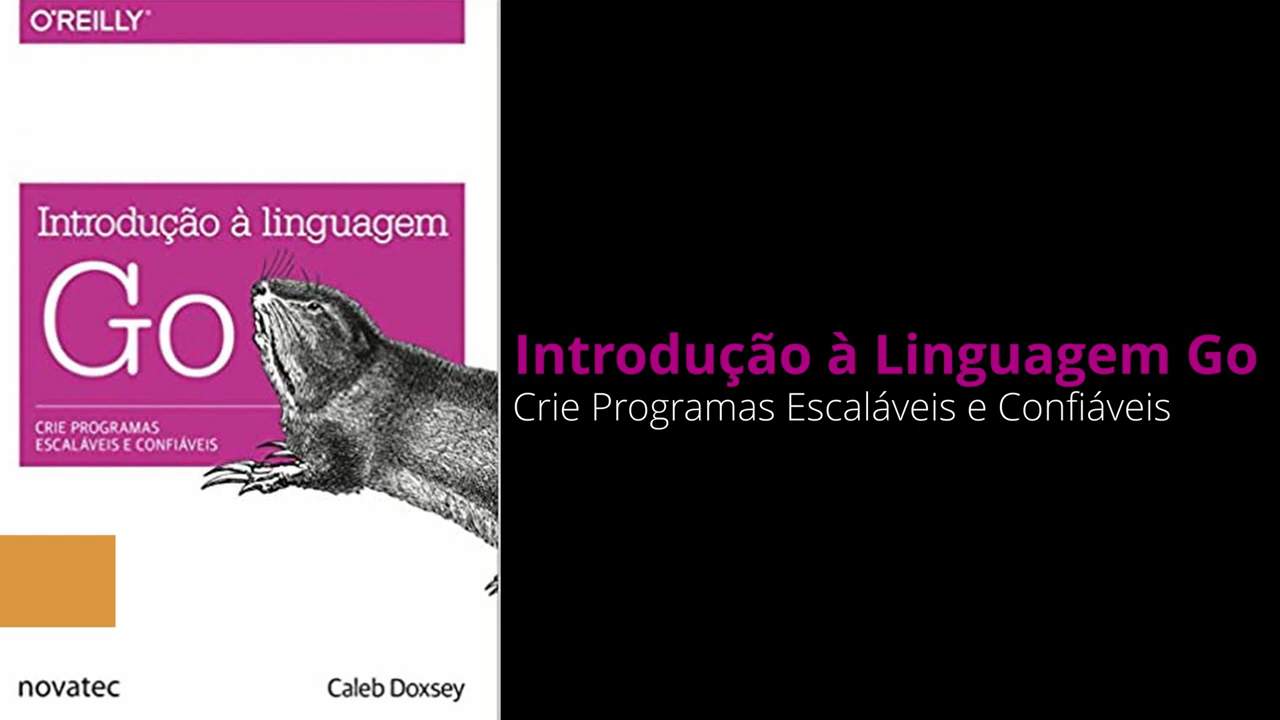 O'REILLY®
Introdução à linguagem
Go
CRIE PROGRAMAS
ESCALÁVEIS E CONFIÁVEIS
novatec
Caleb Doxsey
Introdução à Linguagem Go
Crie Programas Escaláveis e Confiáveis